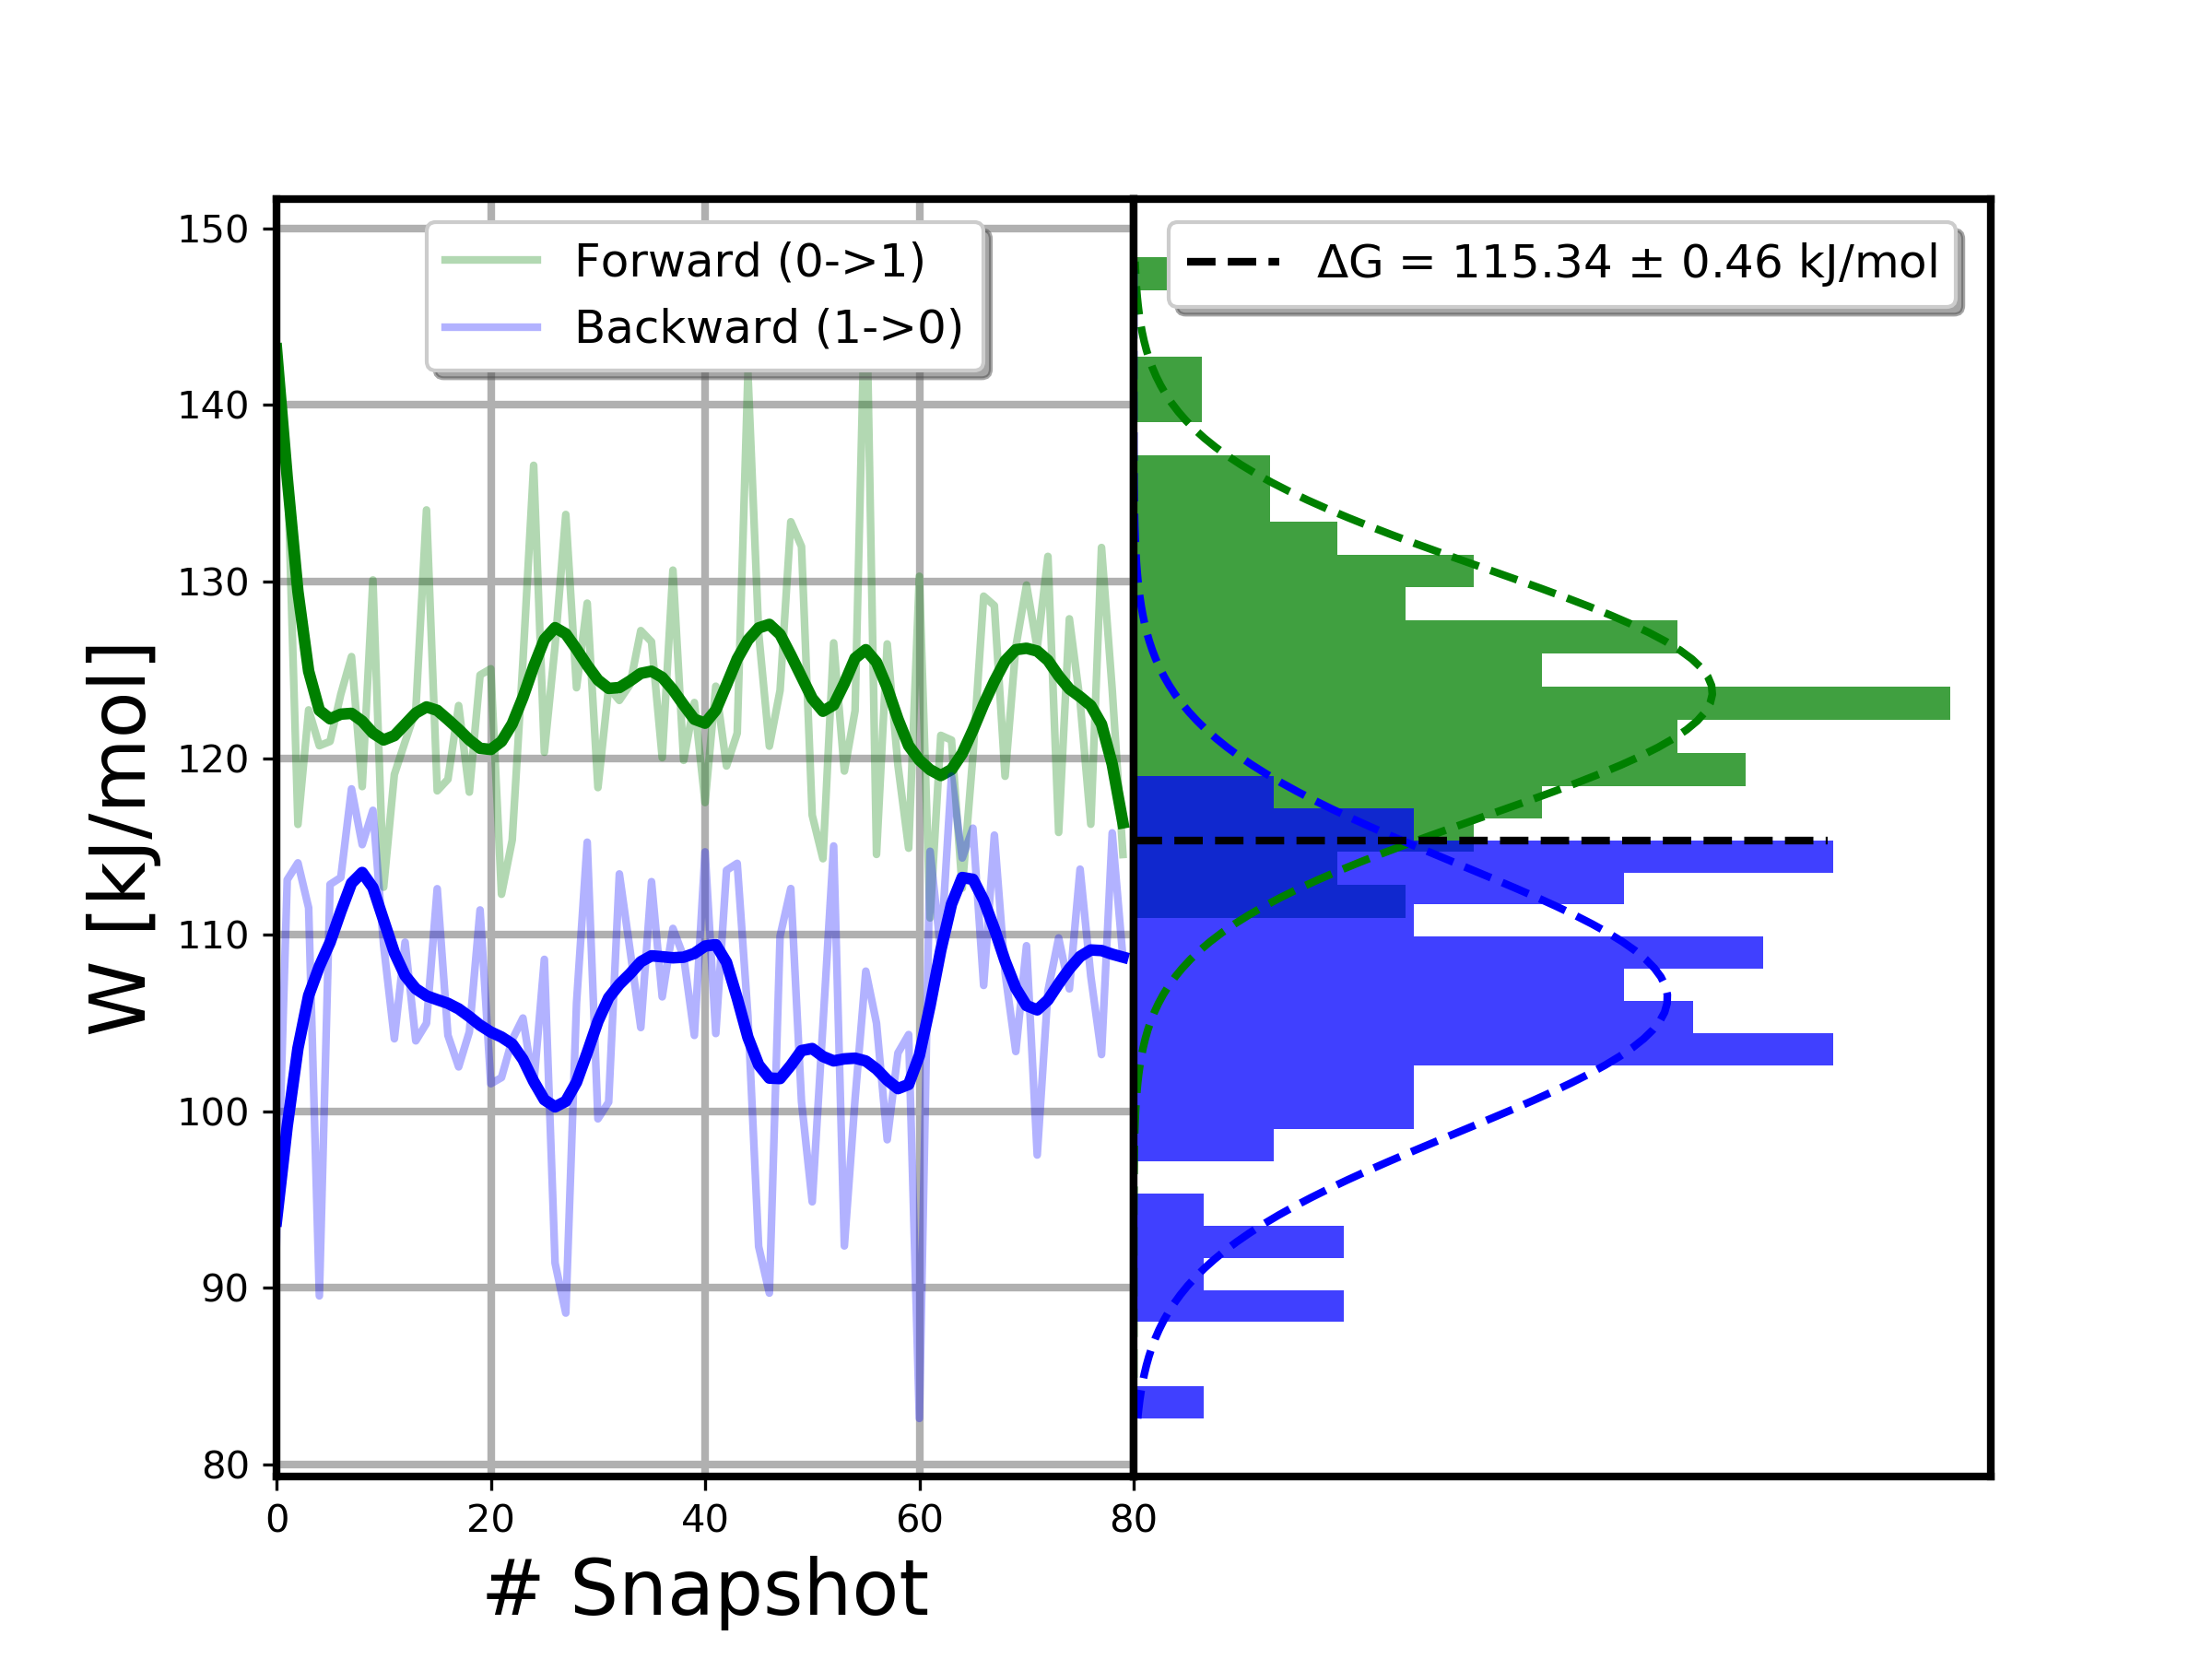 Forward (0->1)
Backward (1->0)
ΔG = 115.34 ± 0.46 kJ/mol
W [kJ/mol]
150
140
130
120
110
100
90
80
0
20
40
60
80
# Snapshot